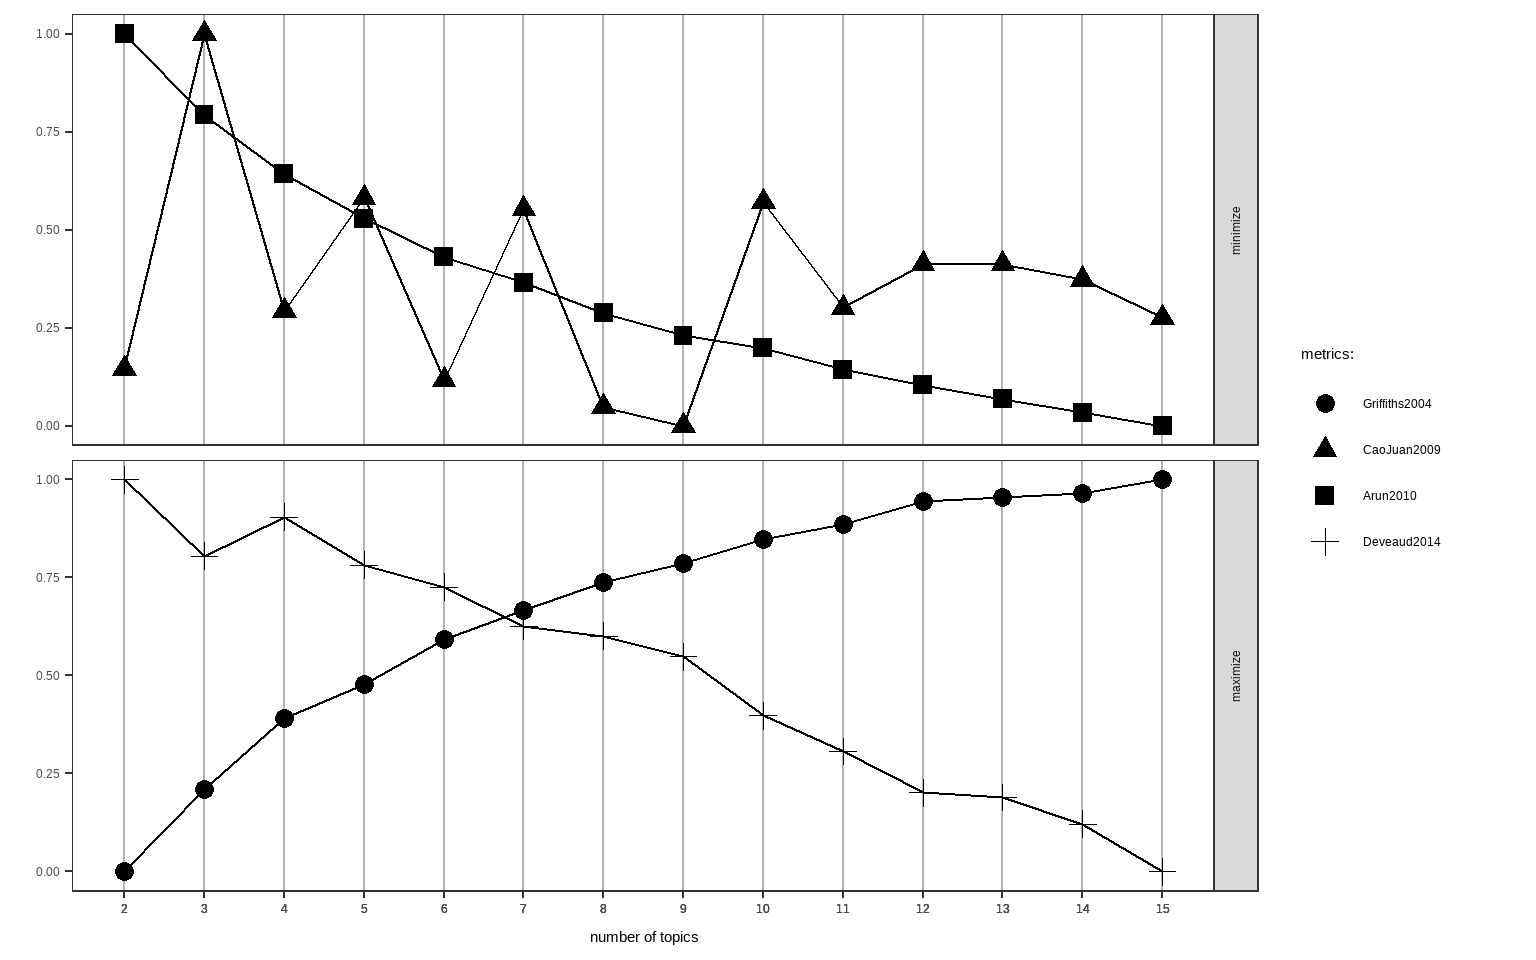 1.00
0.75
0.50
0.25
0.00
minimize
1.00
0.75
0.50
0.25
0.00
maximize
2 3 4 5 6 7 8 9 10 11 12 13 14 15
number of topics
metrics:
Griffiths2004
CaoJuan2009
Arun2010
Deveaud2014